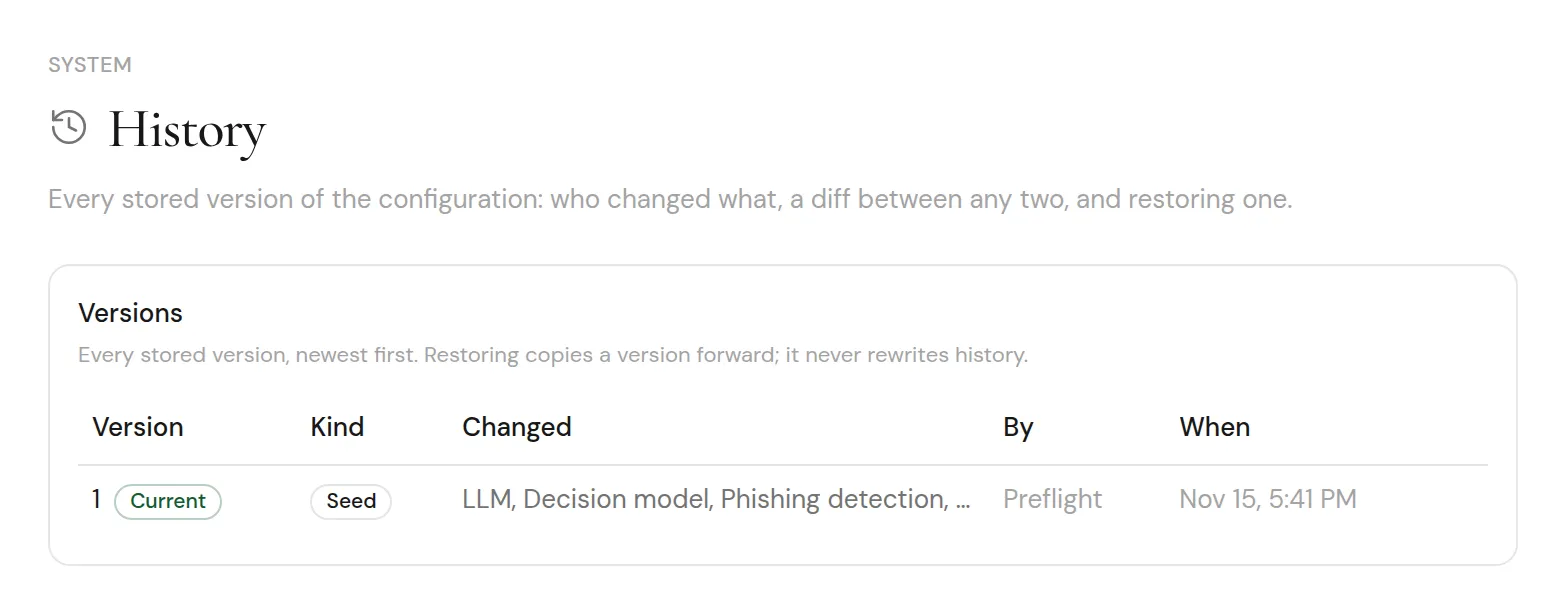 SYSTEM
History
Every stored version of the configuration: who changed what, a diff between any two, and restoring one.
Versions
Every stored version, newest first. Restoring copies a version forward; it never rewrites history.
Version Kind Changed By When
1 Current Seed LLM, Decision model, Phishing detection, ... Preflight Nov 15, 5:41 PM